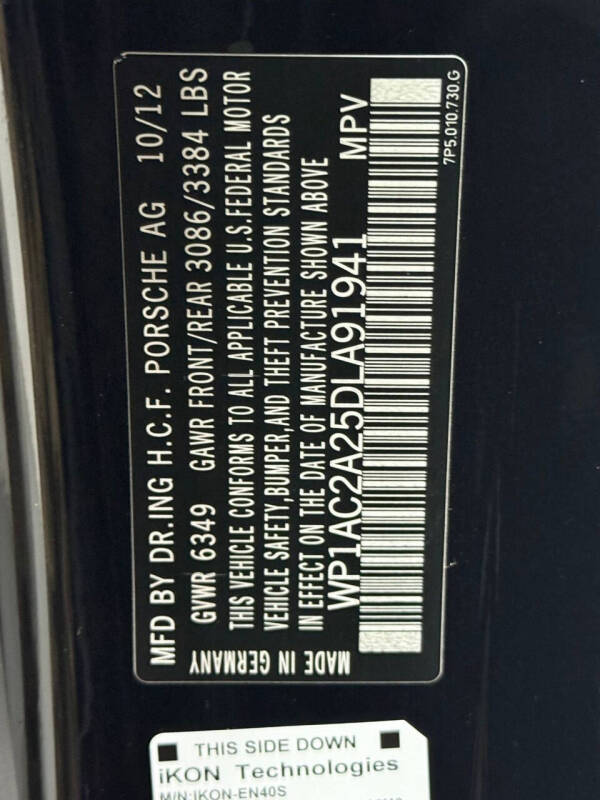 MFD BY DR.ING H.C.F. PORSCHE AG 10/12
GVWR 6349 GAWR FRONT/REAR 3086/3384 LBS
THIS VEHICLE CONFORMS TO ALL APPLICABLE U.S.FEDERAL MOTOR
VEHICLE SAFETY,BUMPER,AND THEFT PREVENTION STANDARDS
IN EFFECT ON THE DATE OF MANUFACTURE SHOWN ABOVE
WP1AC2A25DLA91941 MPV
MADE IN GERMANY
7P5.010.730.G
THIS SIDE DOWN
iKON Technologies
M/N:IKON-EN40S